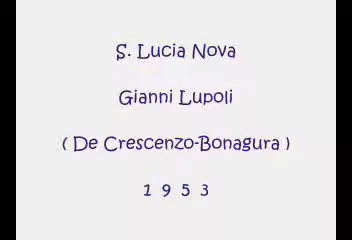 S. Lucia Nova
Gianni Lupoli
( De Crescenzo-Bonagura )
1 9 5 3